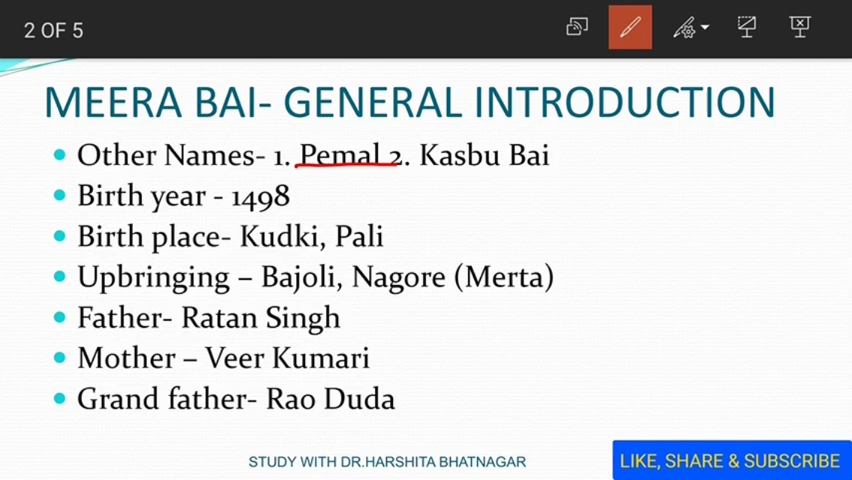 2 OF 5
MEERA BAI- GENERAL INTRODUCTION
• Other Names- 1. Pemal 2. Kasbu Bai
• Birth year - 1498
• Birth place- Kudki, Pali
• Upbringing – Bajoli, Nagore (Merta)
• Father- Ratan Singh
• Mother – Veer Kumari
• Grand father- Rao Duda
STUDY WITH DR.HARSHITA BHATNAGAR
LIKE, SHARE & SUBSCRIBE